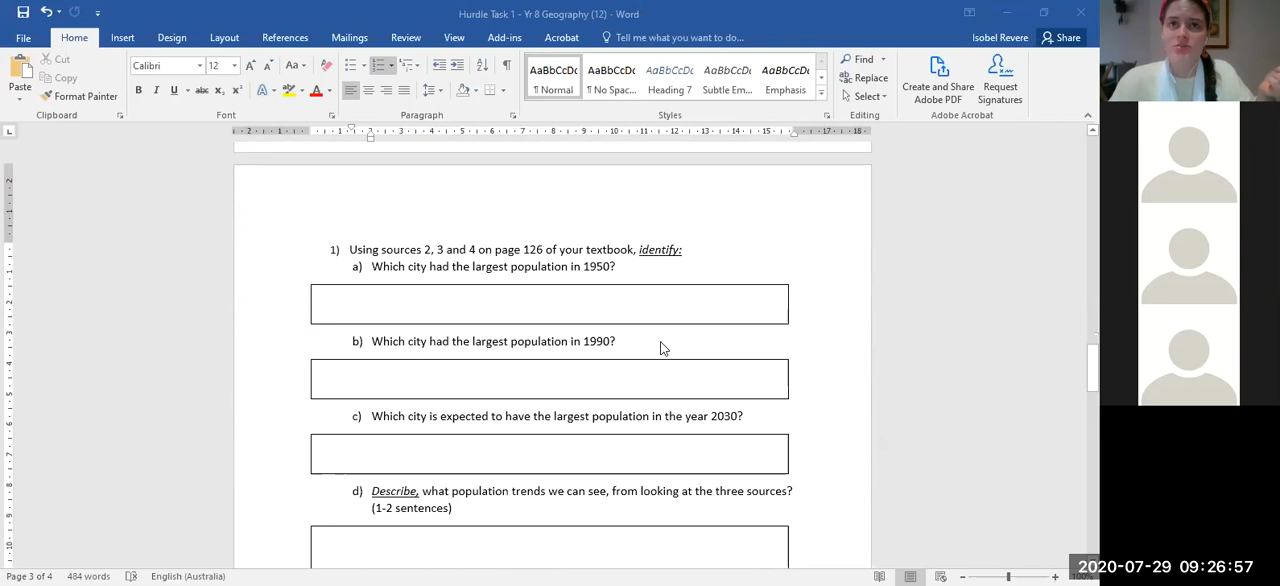 Hurdle Task 1 - Yr 8 Geography (12) - Word
Isobel Revere
Share
File
Home
Insert
Design
Layout
References
Mailings
Review
View
Add-ins
Acrobat
Tell me what you want to do...
Paste
Cut
Copy
Format Painter
Clipboard
Calibri
12
Aa
Font
Paragraph
AaBbCcDc
AaBbCcDc
AaBbCcDc
AaBbCcDc
AaBbCcDc
¶ Normal
¶ No Spac...
Heading 7
Subtle Em...
Emphasis
Styles
Find
Replace
Select
Editing
Create and Share
Adobe PDF
Request
Signatures
Adobe Acrobat
1) Using sources 2, 3 and 4 on page 126 of your textbook, identify:
a) Which city had the largest population in 1950?
b) Which city had the largest population in 1990?
c) Which city is expected to have the largest population in the year 2030?
d) Describe, what population trends we can see, from looking at the three sources?
(1-2 sentences)
Page 3 of 4
484 words
English (Australia)
2020-07-29 09:26:57